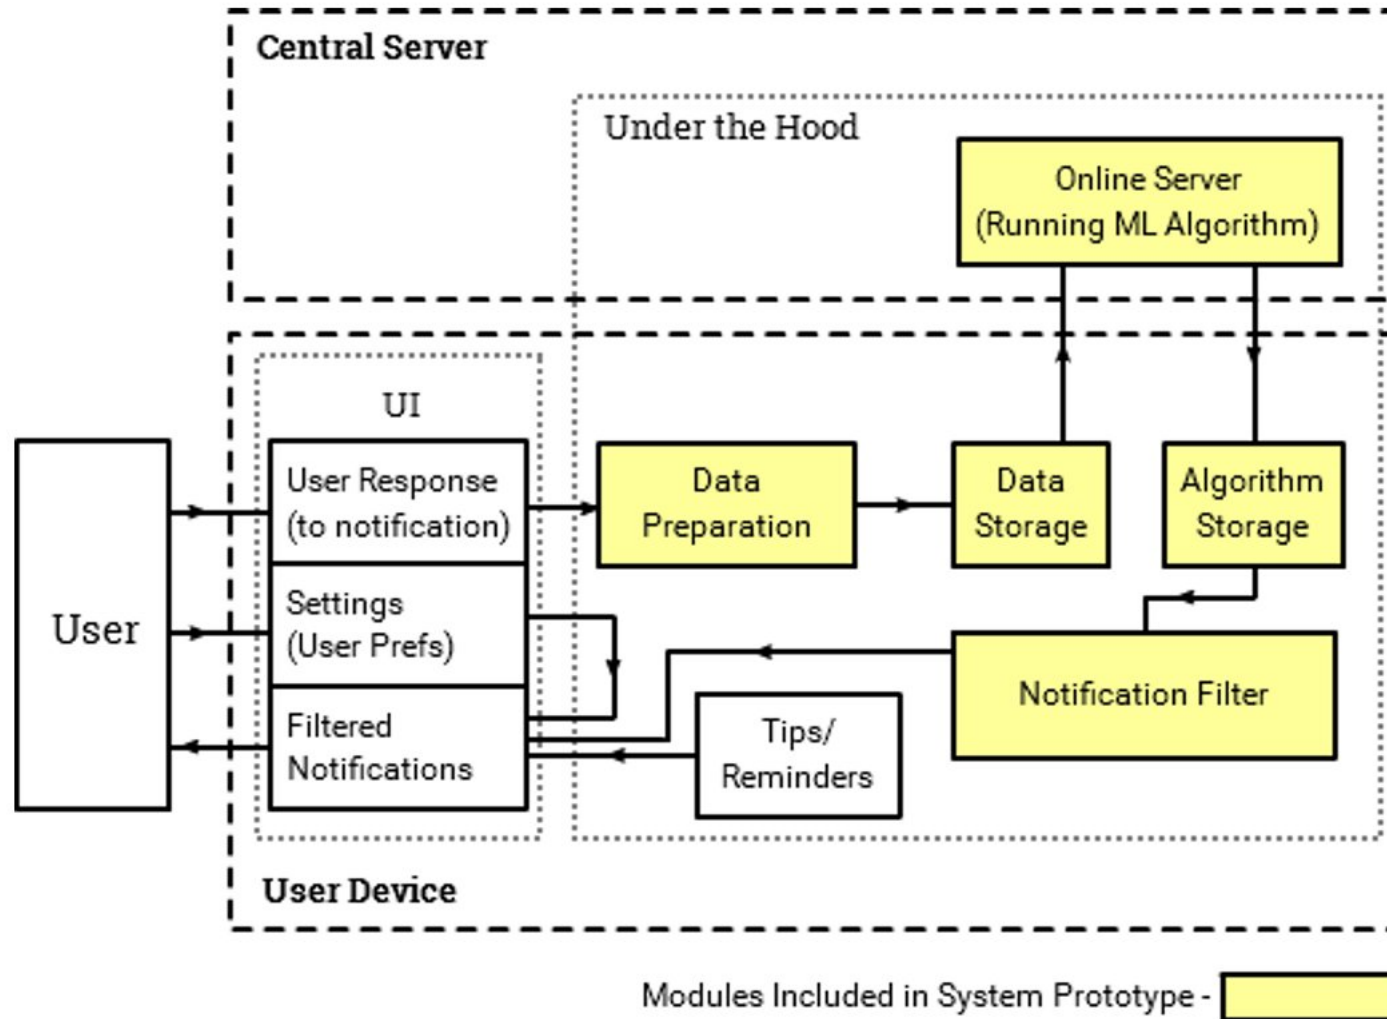 Central Server
Under the Hood
Online Server
(Running ML Algorithm)
UI
User
User Response
(to notification)
Settings
(User Prefs)
Filtered
Notifications
Data
Preparation
Data
Storage
Algorithm
Storage
Notification Filter
Tips/
Reminders
User Device
Modules Included in System Prototype -